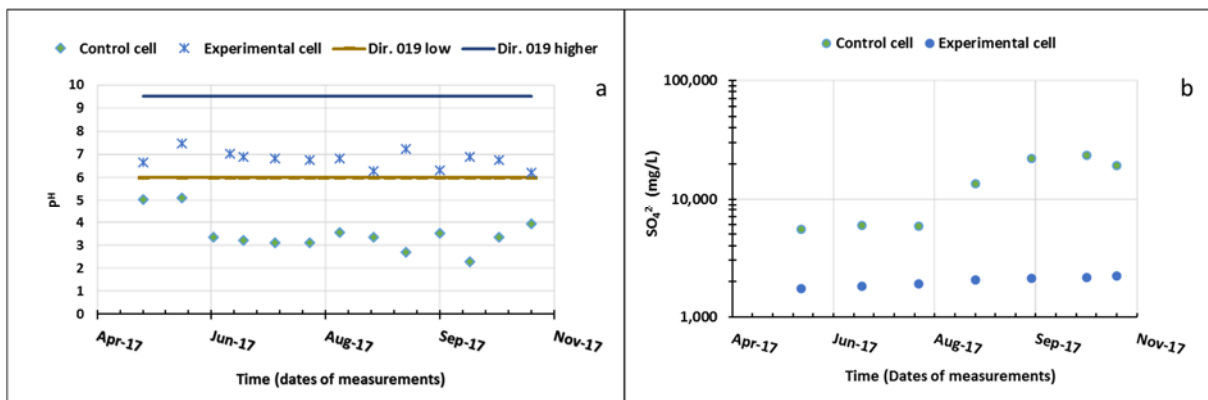 Control cell Experimental cell Dir. 019 low Dir. 019 higher
a
10
9
8
7
6
5
4
3
2
1
0
pH
Apr-17 Jun-17 Aug-17 Sep-17 Nov-17
Time (dates of measurements)
Control cell Experimental cell
b
100,000
10,000
1,000
SO₄²⁻ (mg/L)
Apr-17 Jun-17 Aug-17 Sep-17 Nov-17
Time (Dates of measurements)